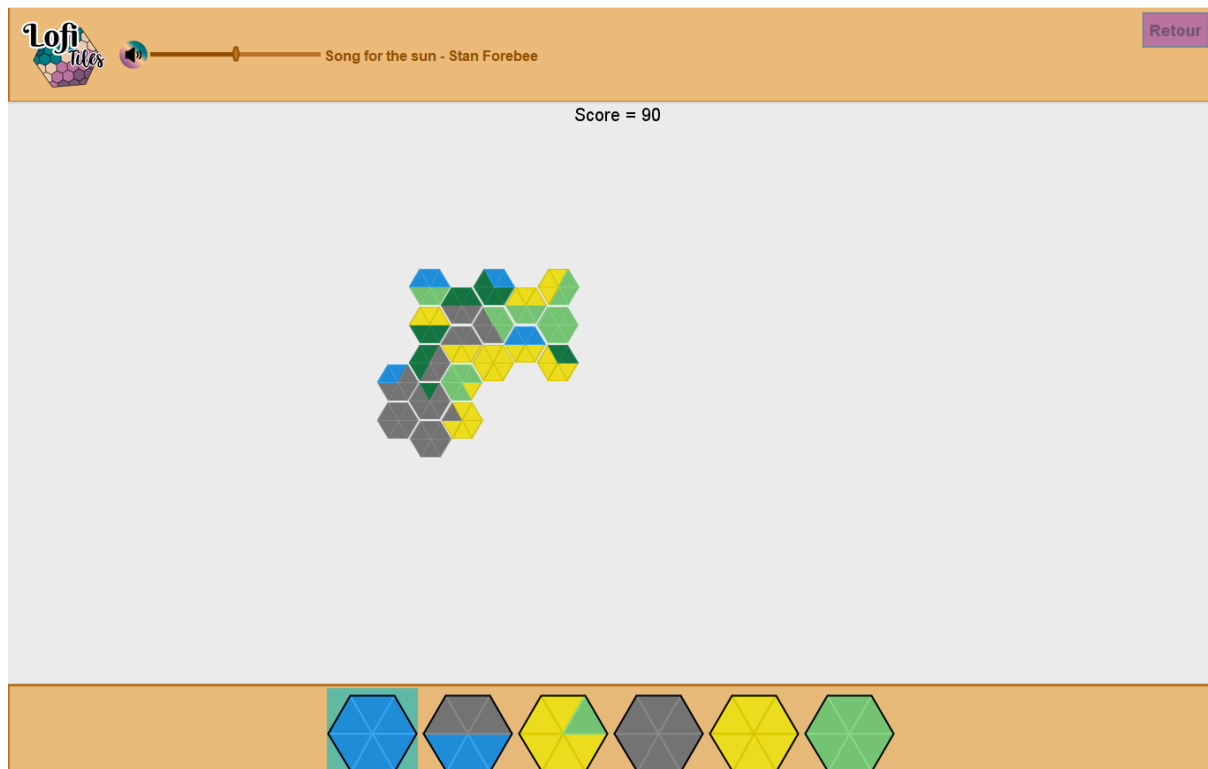 Lofi
Tiles
Song for the sun - Stan Forebee
Retour
Score = 90